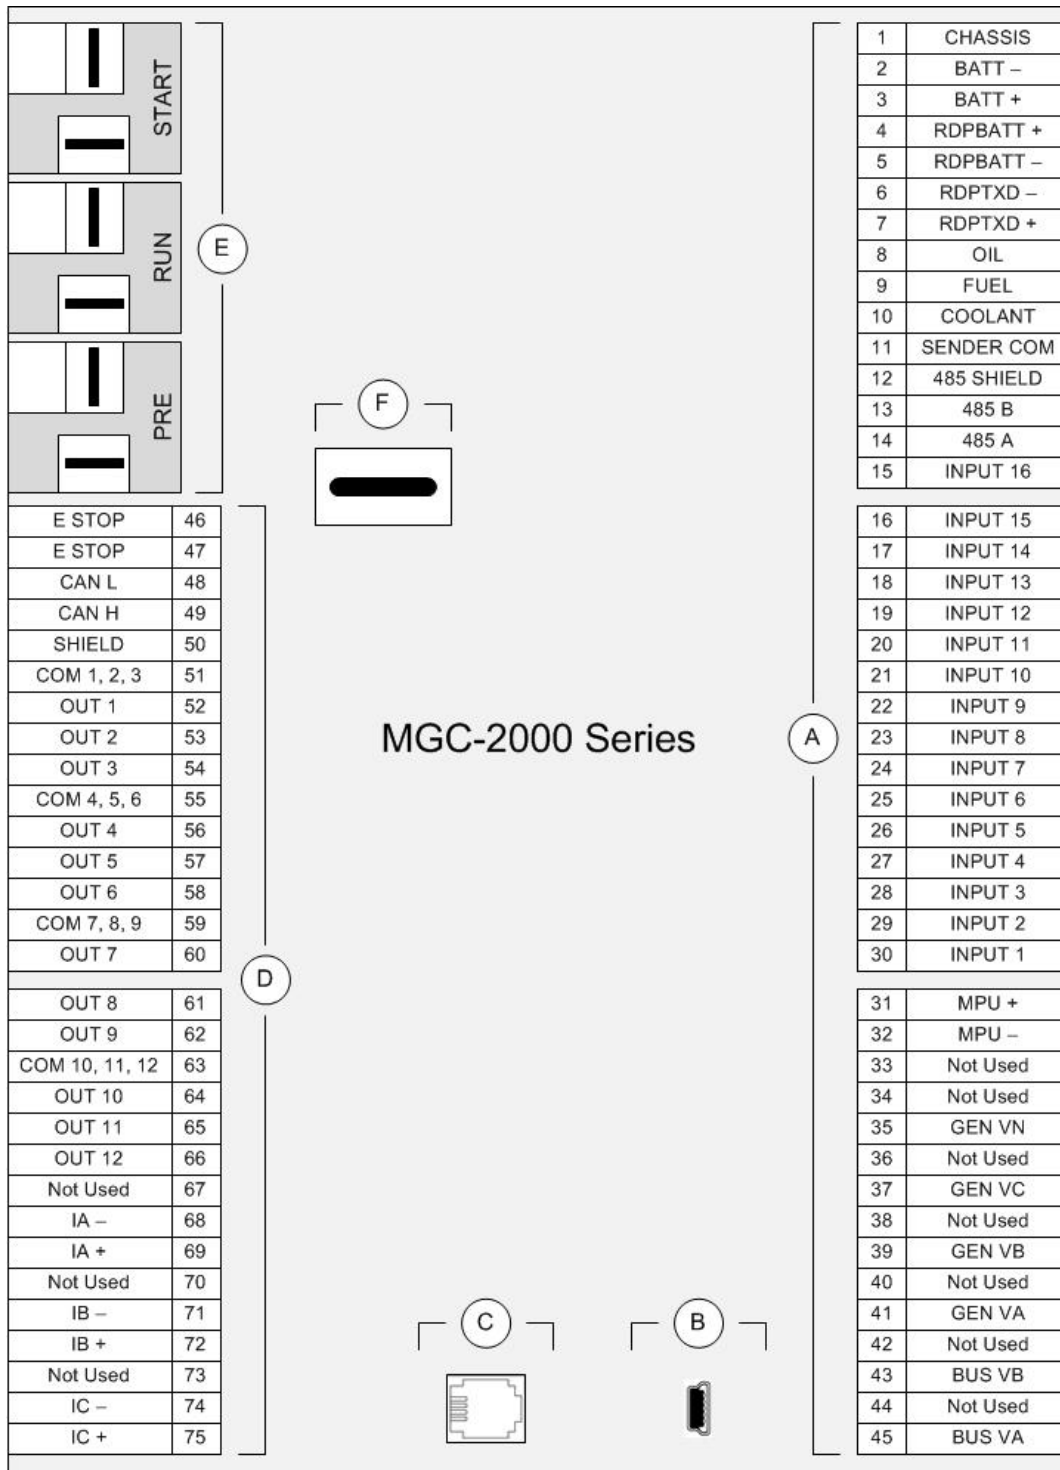 START
RUN
PRE
E
F
E STOP 46
E STOP 47
CAN L 48
CAN H 49
SHIELD 50
COM 1, 2, 3 51
OUT 1 52
OUT 2 53
OUT 3 54
COM 4, 5, 6 55
OUT 4 56
OUT 5 57
OUT 6 58
COM 7, 8, 9 59
OUT 7 60
D
OUT 8 61
OUT 9 62
COM 10, 11, 12 63
OUT 10 64
OUT 11 65
OUT 12 66
Not Used 67
IA – 68
IA + 69
Not Used 70
IB – 71
IB + 72
Not Used 73
IC – 74
IC + 75
MGC-2000 Series
C
B
A
1 CHASSIS
2 BATT –
3 BATT +
4 RDPBATT +
5 RDPBATT –
6 RDPTXD –
7 RDPTXD +
8 OIL
9 FUEL
10 COOLANT
11 SENDER COM
12 485 SHIELD
13 485 B
14 485 A
15 INPUT 16
16 INPUT 15
17 INPUT 14
18 INPUT 13
19 INPUT 12
20 INPUT 11
21 INPUT 10
22 INPUT 9
23 INPUT 8
24 INPUT 7
25 INPUT 6
26 INPUT 5
27 INPUT 4
28 INPUT 3
29 INPUT 2
30 INPUT 1
31 MPU +
32 MPU –
33 Not Used
34 Not Used
35 GEN VN
36 Not Used
37 GEN VC
38 Not Used
39 GEN VB
40 Not Used
41 GEN VA
42 Not Used
43 BUS VB
44 Not Used
45 BUS VA